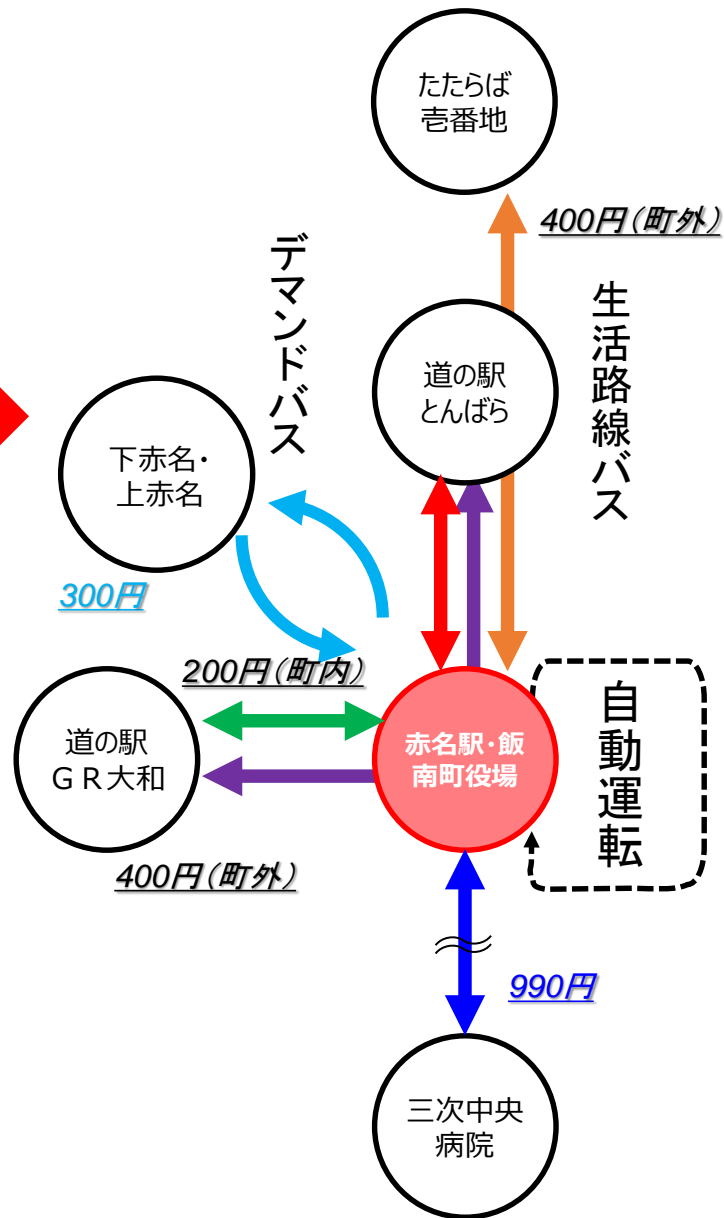 たたらば
壱番地
400円(町外)
デマンドバス
生活路線バス
道の駅
とんばら
下赤名・
上赤名
300円
200円(町内)
道の駅
GR大和
赤名駅・飯
南町役場
自動運転
400円(町外)
990円
三次中央
病院